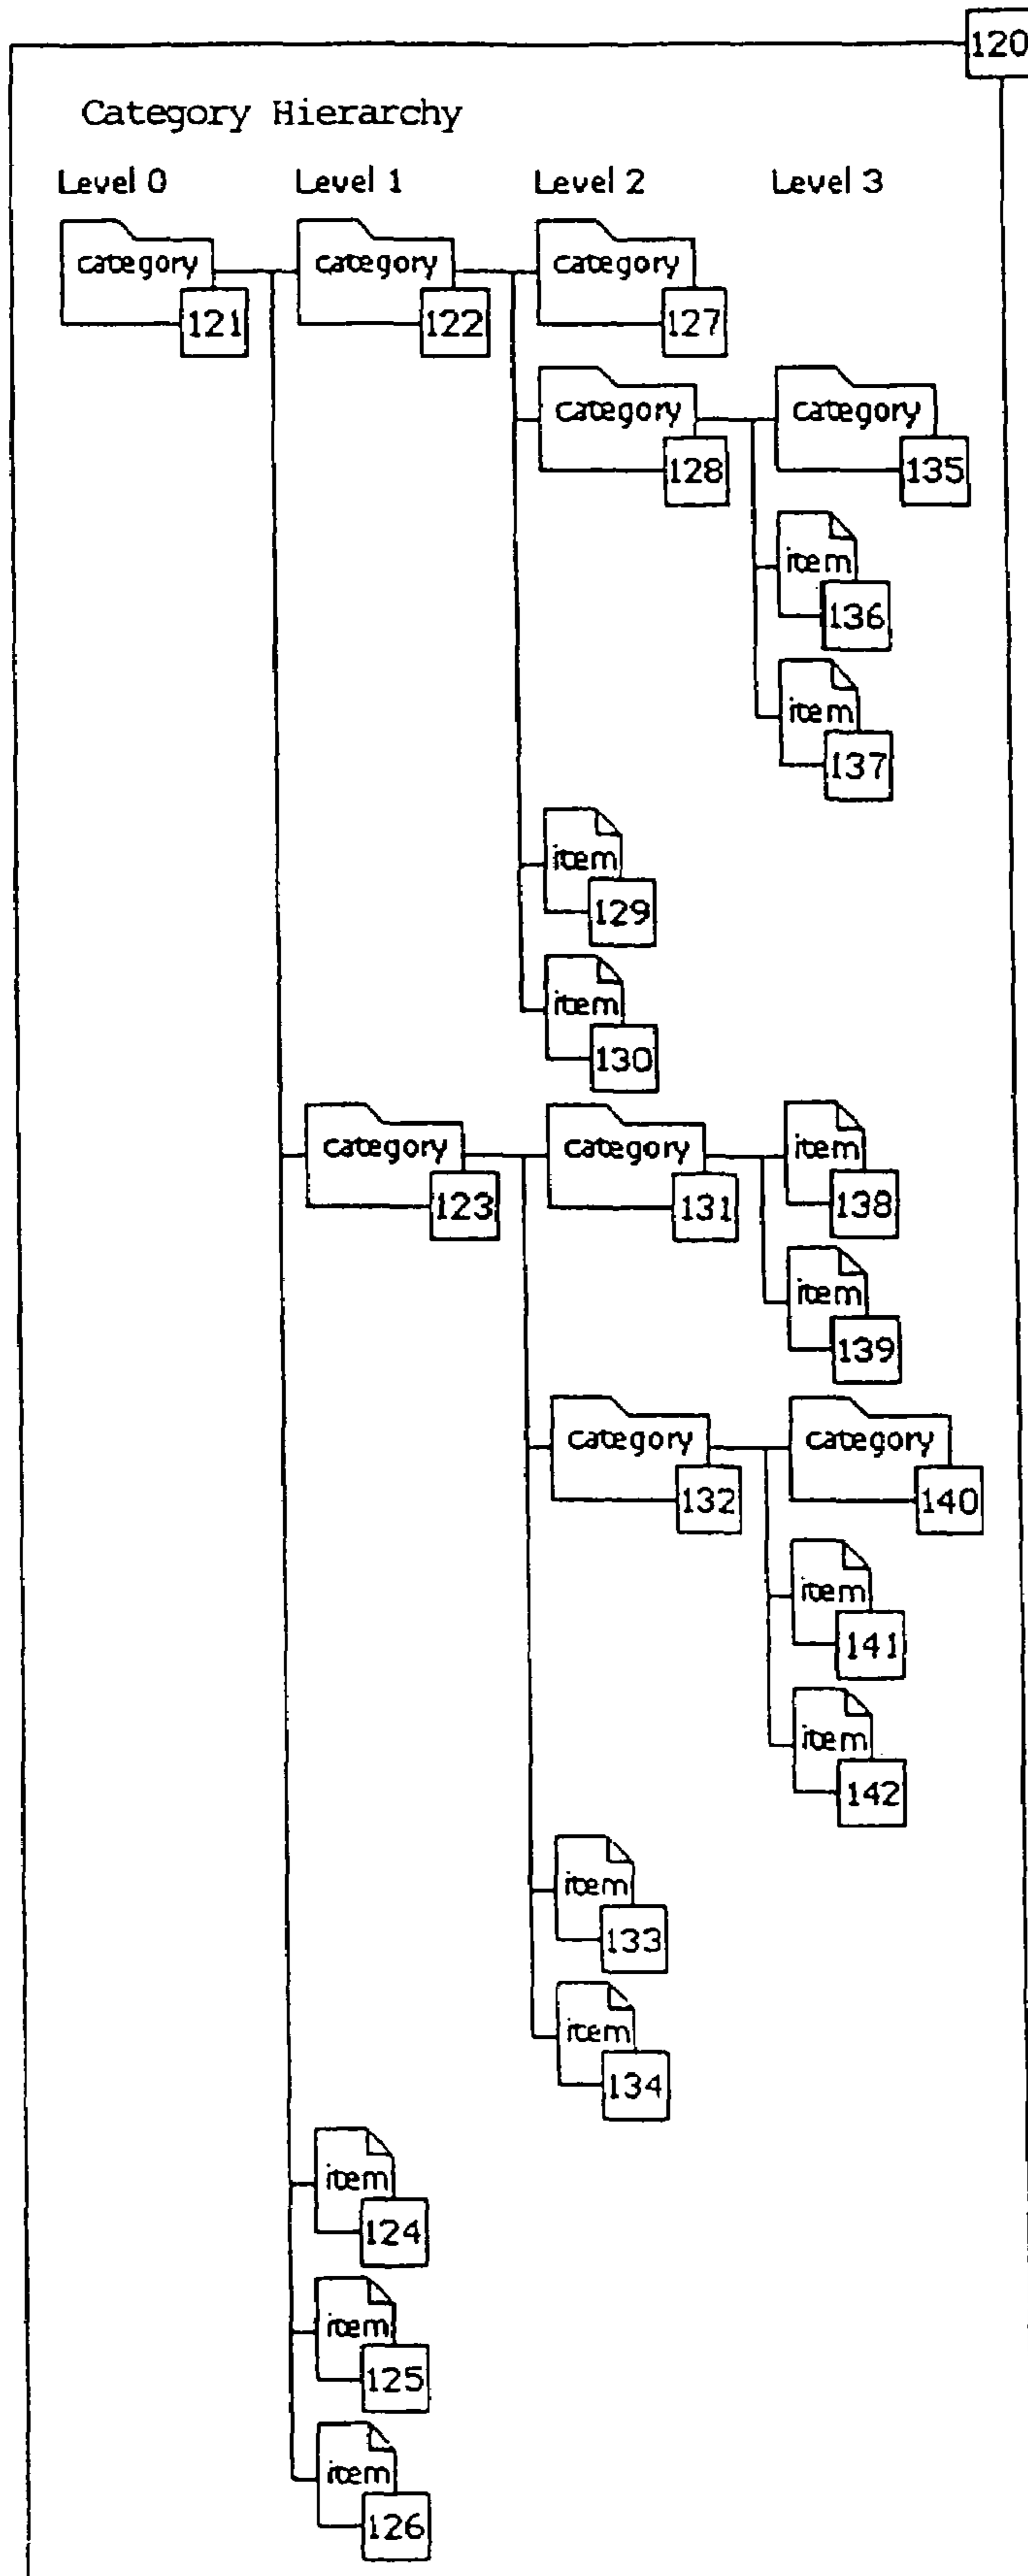 120
Category Hierarchy
Level 0 Level 1 Level 2 Level 3
category category category
121 122 127
category category
128 135
item
136
item
137
item
129
item
130
category category item
123 131 138
item
139
category category
132 140
item
141
item
142
item
133
item
134
item
124
item
125
item
126